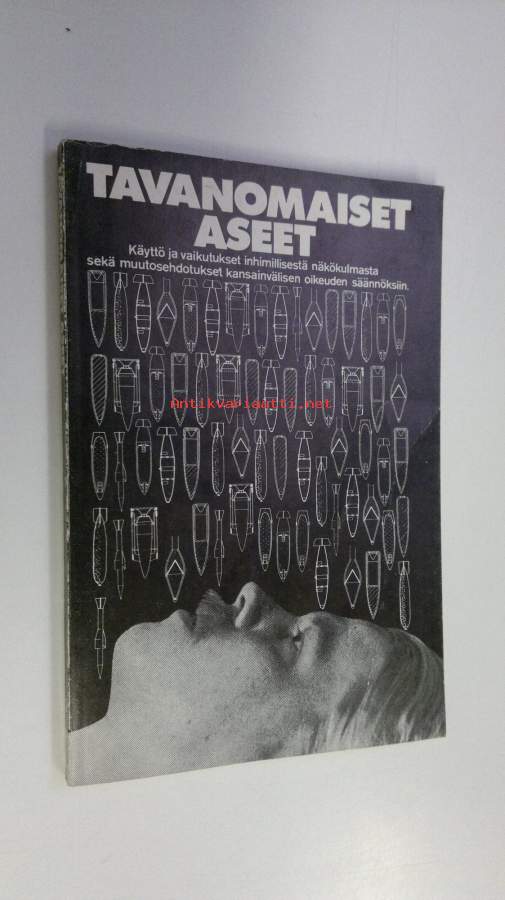 TAVANOMAISET
ASEET
Käyttö ja vaikutukset inhimillisestä näkökulmasta
sekä muutosehdotukset kansainvälisen oikeuden säännöksiin.
Antikvariaatti.net